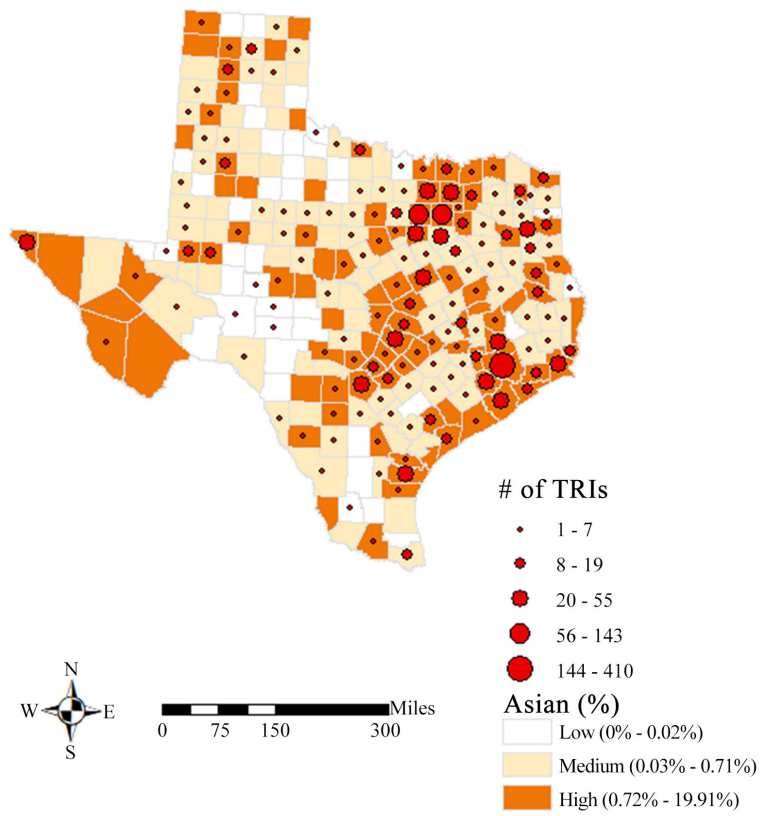 # of TRIs
1 - 7
8 - 19
20 - 55
56 - 143
144 - 410
Asian (%)
Low (0% - 0.02%)
Medium (0.03% - 0.71%)
High (0.72% - 19.91%)
N
W E
S
Miles
0 75 150 300